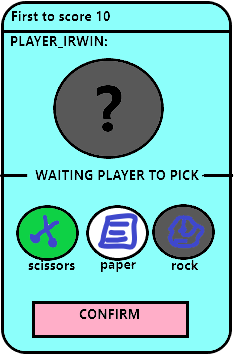 First to score 10
PLAYER_IRWIN:
?
WAITING PLAYER TO PICK
scissors paper rock
CONFIRM